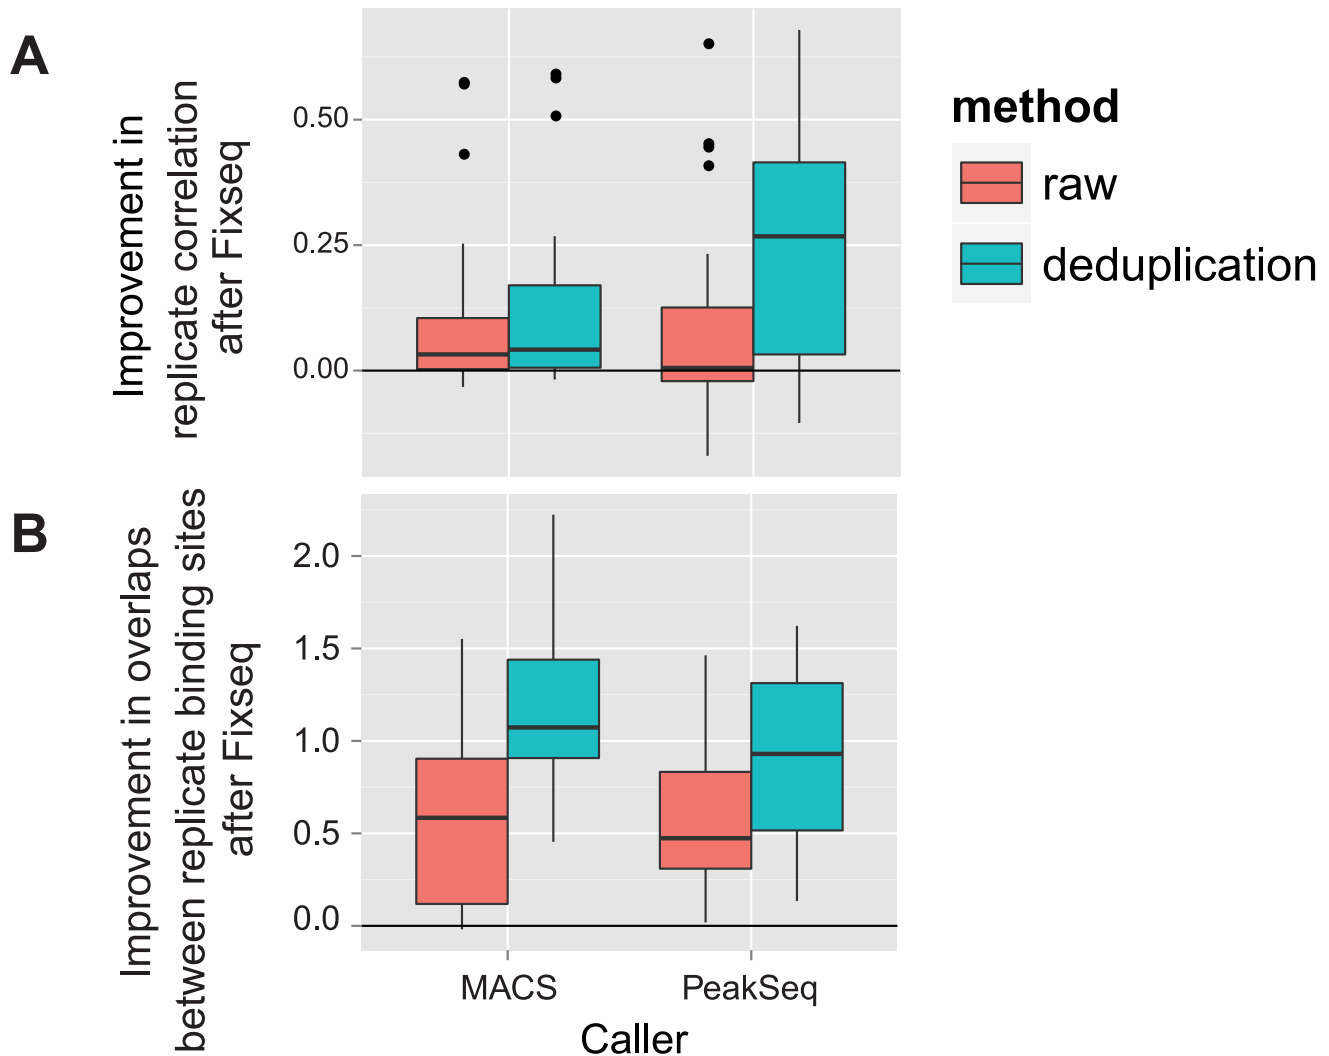 A
Improvement in
replicate correlation
after Fixseq
0.50
0.25
0.00
method
raw
deduplication
B
Improvement in overlaps
between replicate binding sites
after Fixseq
2.0
1.5
1.0
0.5
0.0
MACS
PeakSeq
Caller